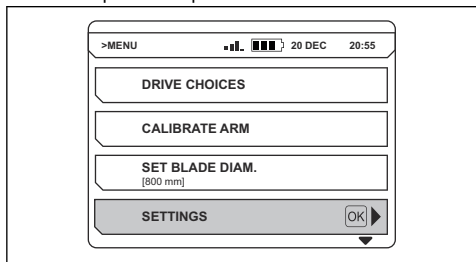 >MENU 20 DEC 20:55
DRIVE CHOICES
CALIBRATE ARM
SET BLADE DIAM.
[800 mm]
SETTINGS OK